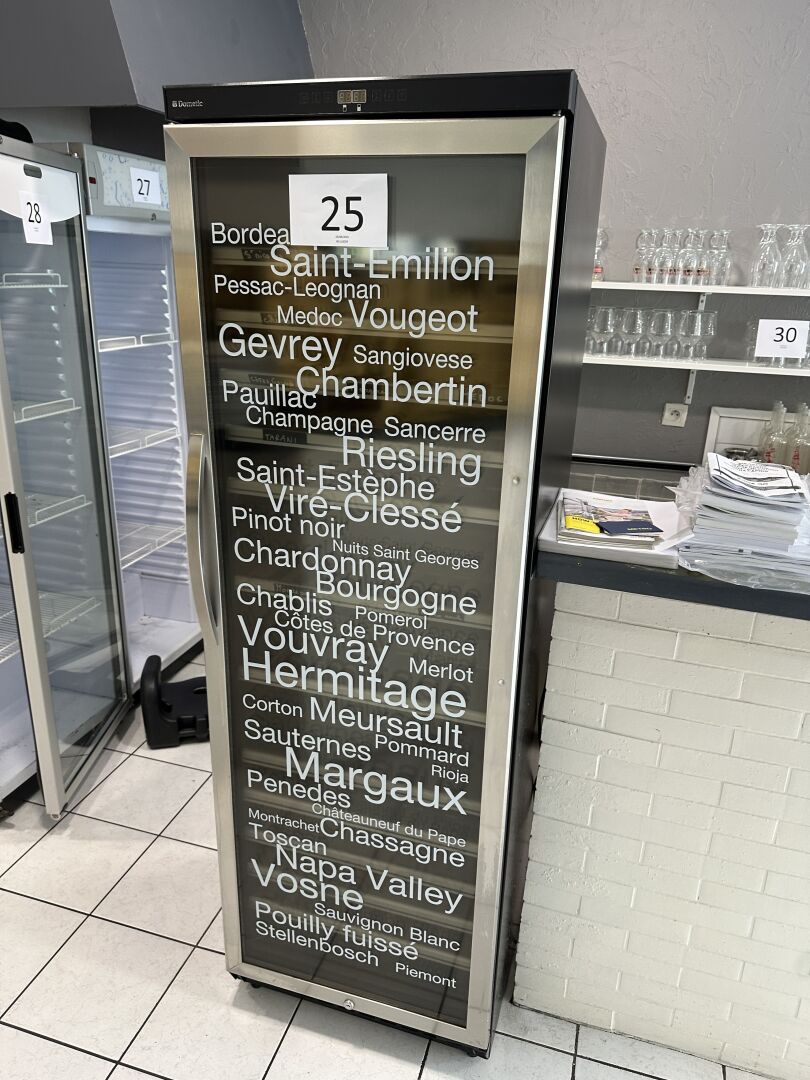 Dometic
25
27
28
30
Bordea
Saint-Emilion
Pessac-Leognan
Medoc Vougeot
Gevrey Sangiovese
Chambertin
Pauillac
Champagne Sancerre
Riesling
Saint-Estèphe
Viré-Clessé
Pinot noir
Nuits Saint Georges
Chardonnay
Bourgogne
Chablis Pomerol
Côtes de Provence
Vouvray Merlot
Hermitage
Corton Meursault
Sauternes Pommard
Rioja
Margaux
Penedes
Châteauneuf du Pape
Montrachet Chassagne
Toscan
Napa Valley
Vosne
Sauvignon Blanc
Pouilly fuissé
Stellenbosch Piemont